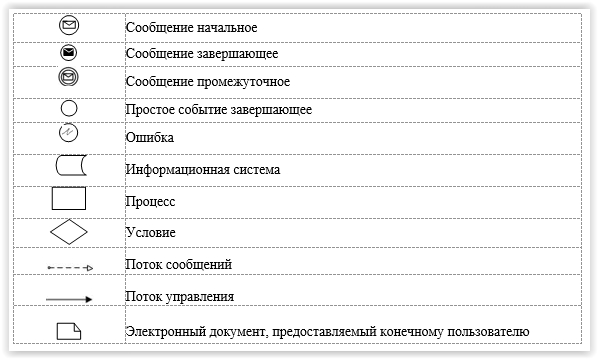 Сообщение начальное
Сообщение завершающее
Сообщение промежуточное
Простое событие завершающее
Ошибка
Информационная система
Процесс
Условие
Поток сообщений
Поток управления
Электронный документ, предоставляемый конечному пользователю